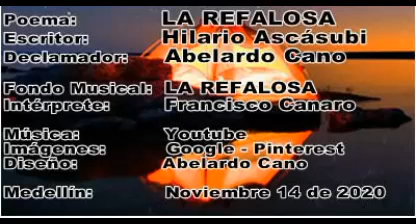 Poema: LA REFALOSA
Escritor: Hilario Ascásubi
Declamador: Abelardo Cano
Fondo Musical: LA REFALOSA
Intérprete: Francisco Canaro
Música: Youtube
Imágenes: Google - Pinterest
Diseño: Abelardo Cano
Medellín: Noviembre 14 de 2020